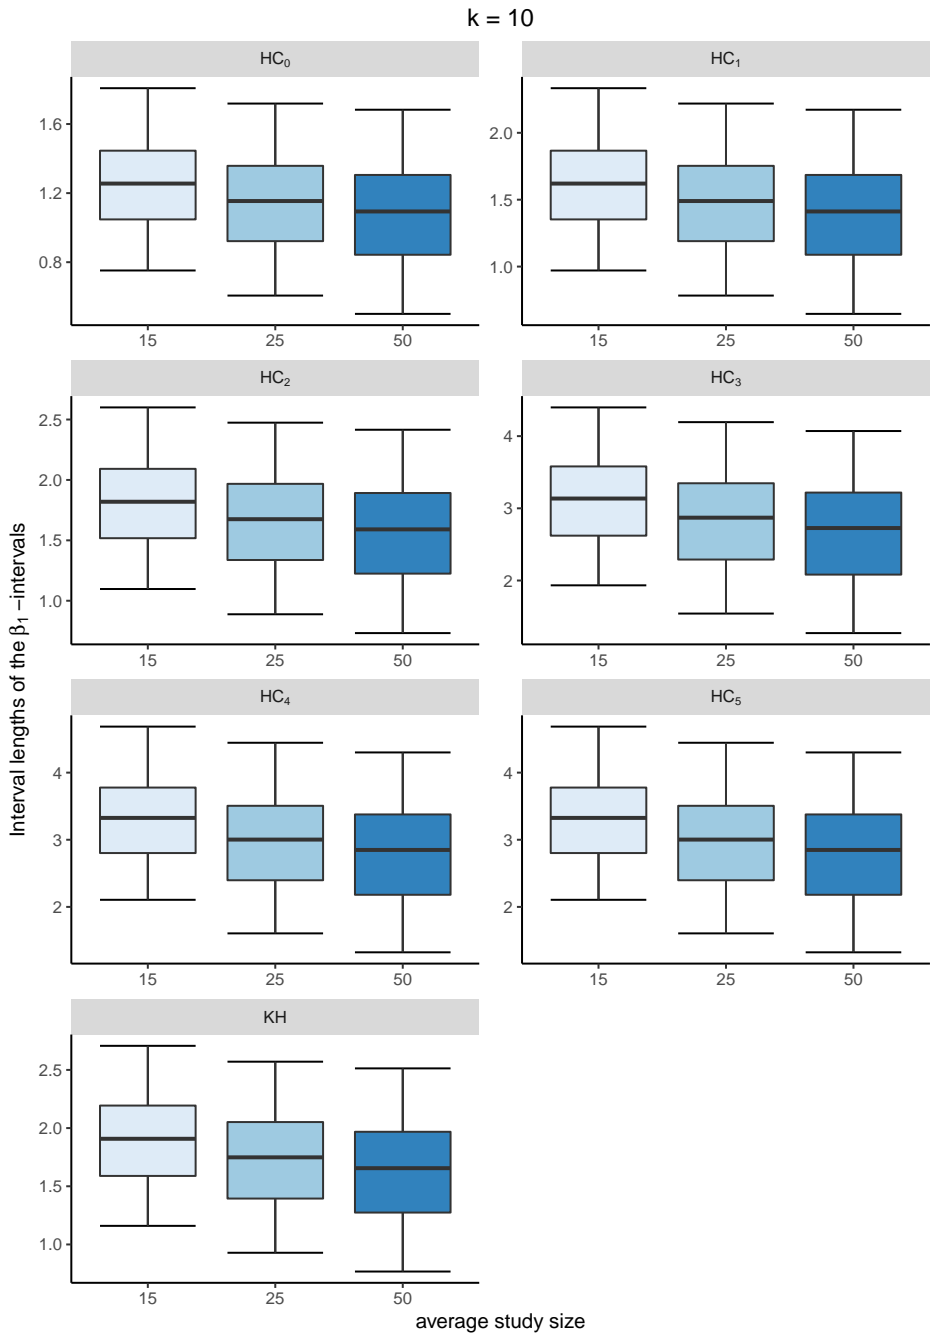 k = 10
HC₀
HC₁
1.6
1.2
0.8
15 25 50
2.0
1.5
1.0
15 25 50
HC₂
HC₃
2.5
2.0
1.5
1.0
15 25 50
4
3
2
15 25 50
Interval lengths of the β₁ −intervals
HC₄
HC₅
4
3
2
15 25 50
4
3
2
15 25 50
KH
2.5
2.0
1.5
1.0
15 25 50
average study size